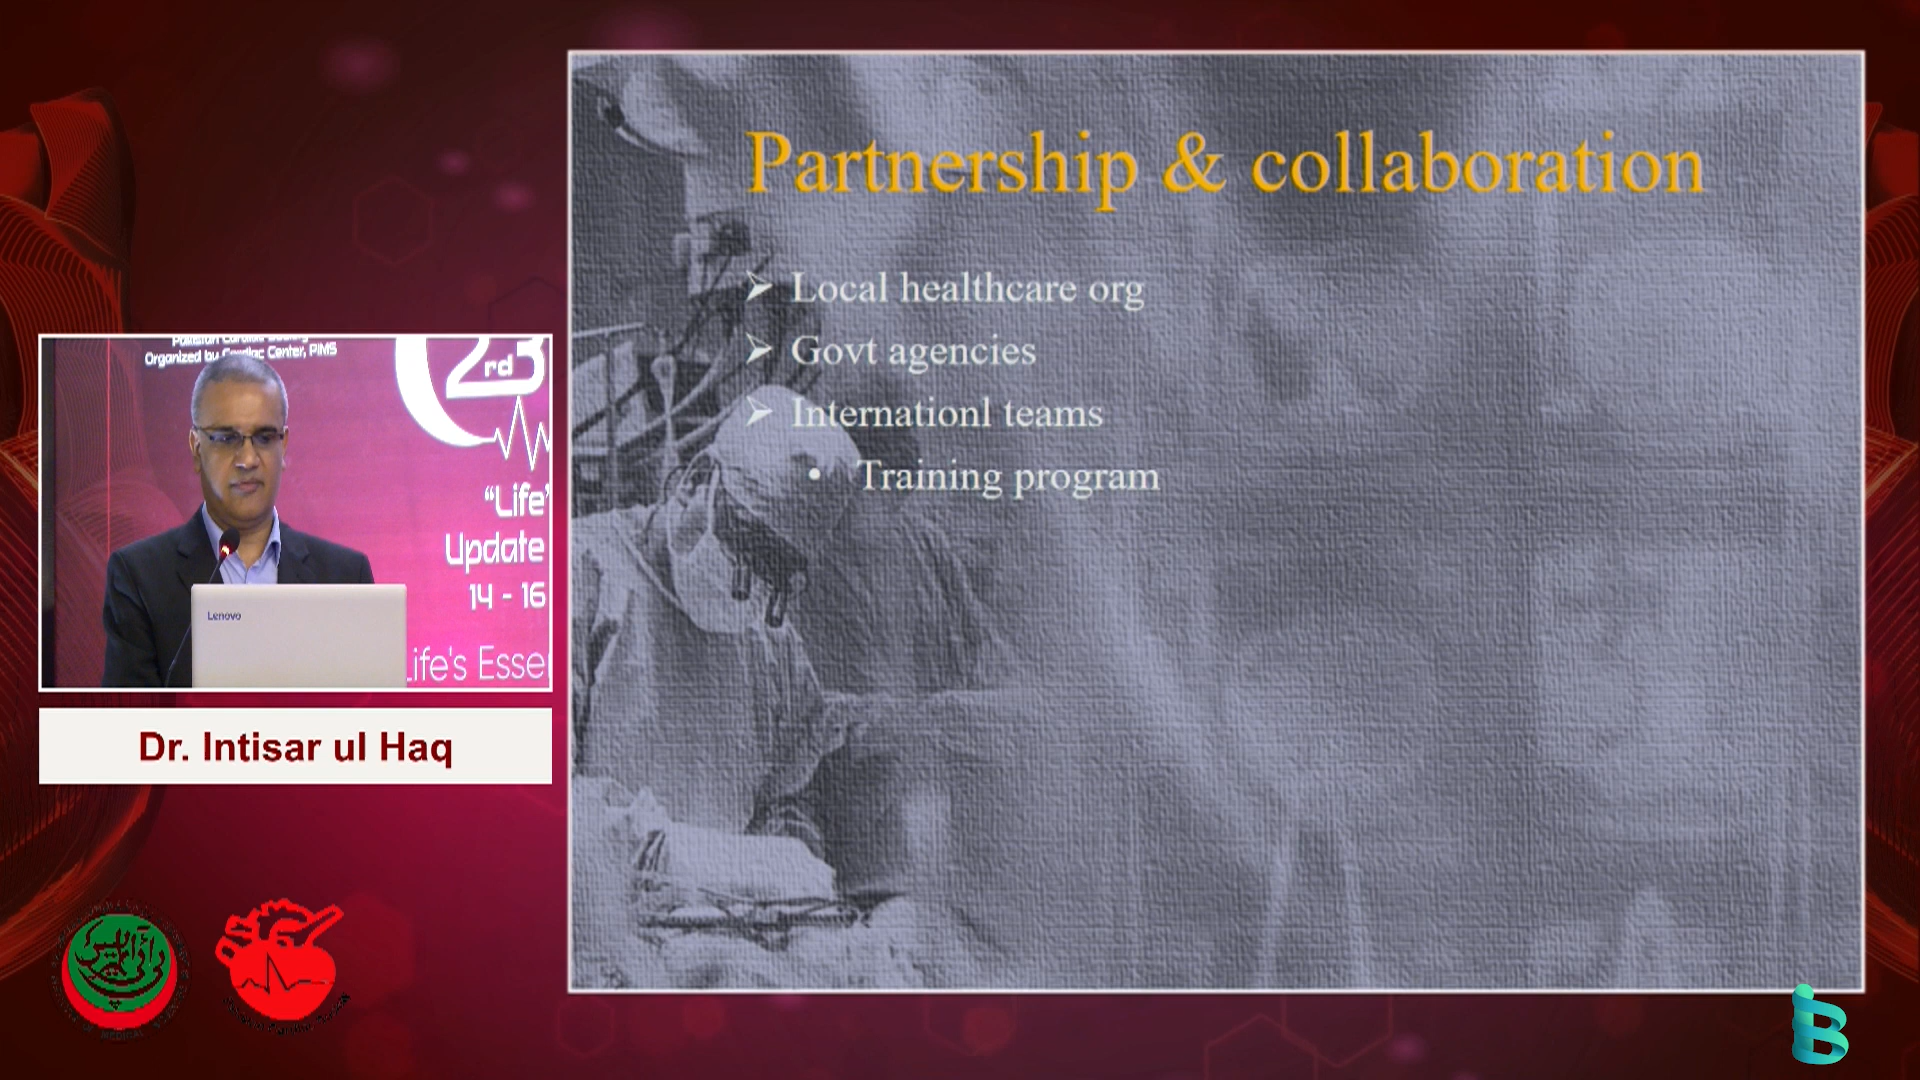 Partnership & collaboration
➢ Local healthcare org
➢ Govt agencies
➢ Internationl teams
• Training program
Organized by Cardiac Center, PIMS
23rd
“Life’
Update
14 - 16
Life's Esse
Lenovo
Dr. Intisar ul Haq